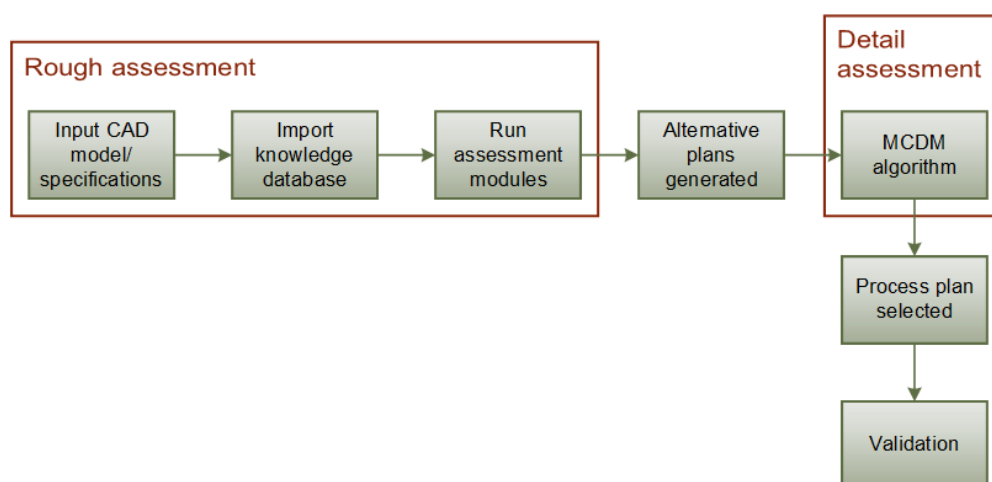 Rough assessment
Detail
assessment
Input CAD
model/
specifications
Import
knowledge
database
Run
assessment
modules
Alternative
plans
generated
MCDM
algorithm
Process plan
selected
Validation